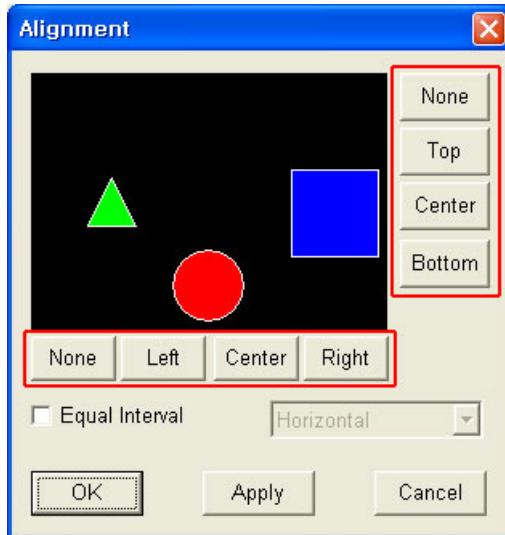 Alignment
None
Top
Center
Bottom
None Left Center Right
Equal Interval Horizontal
OK Apply Cancel